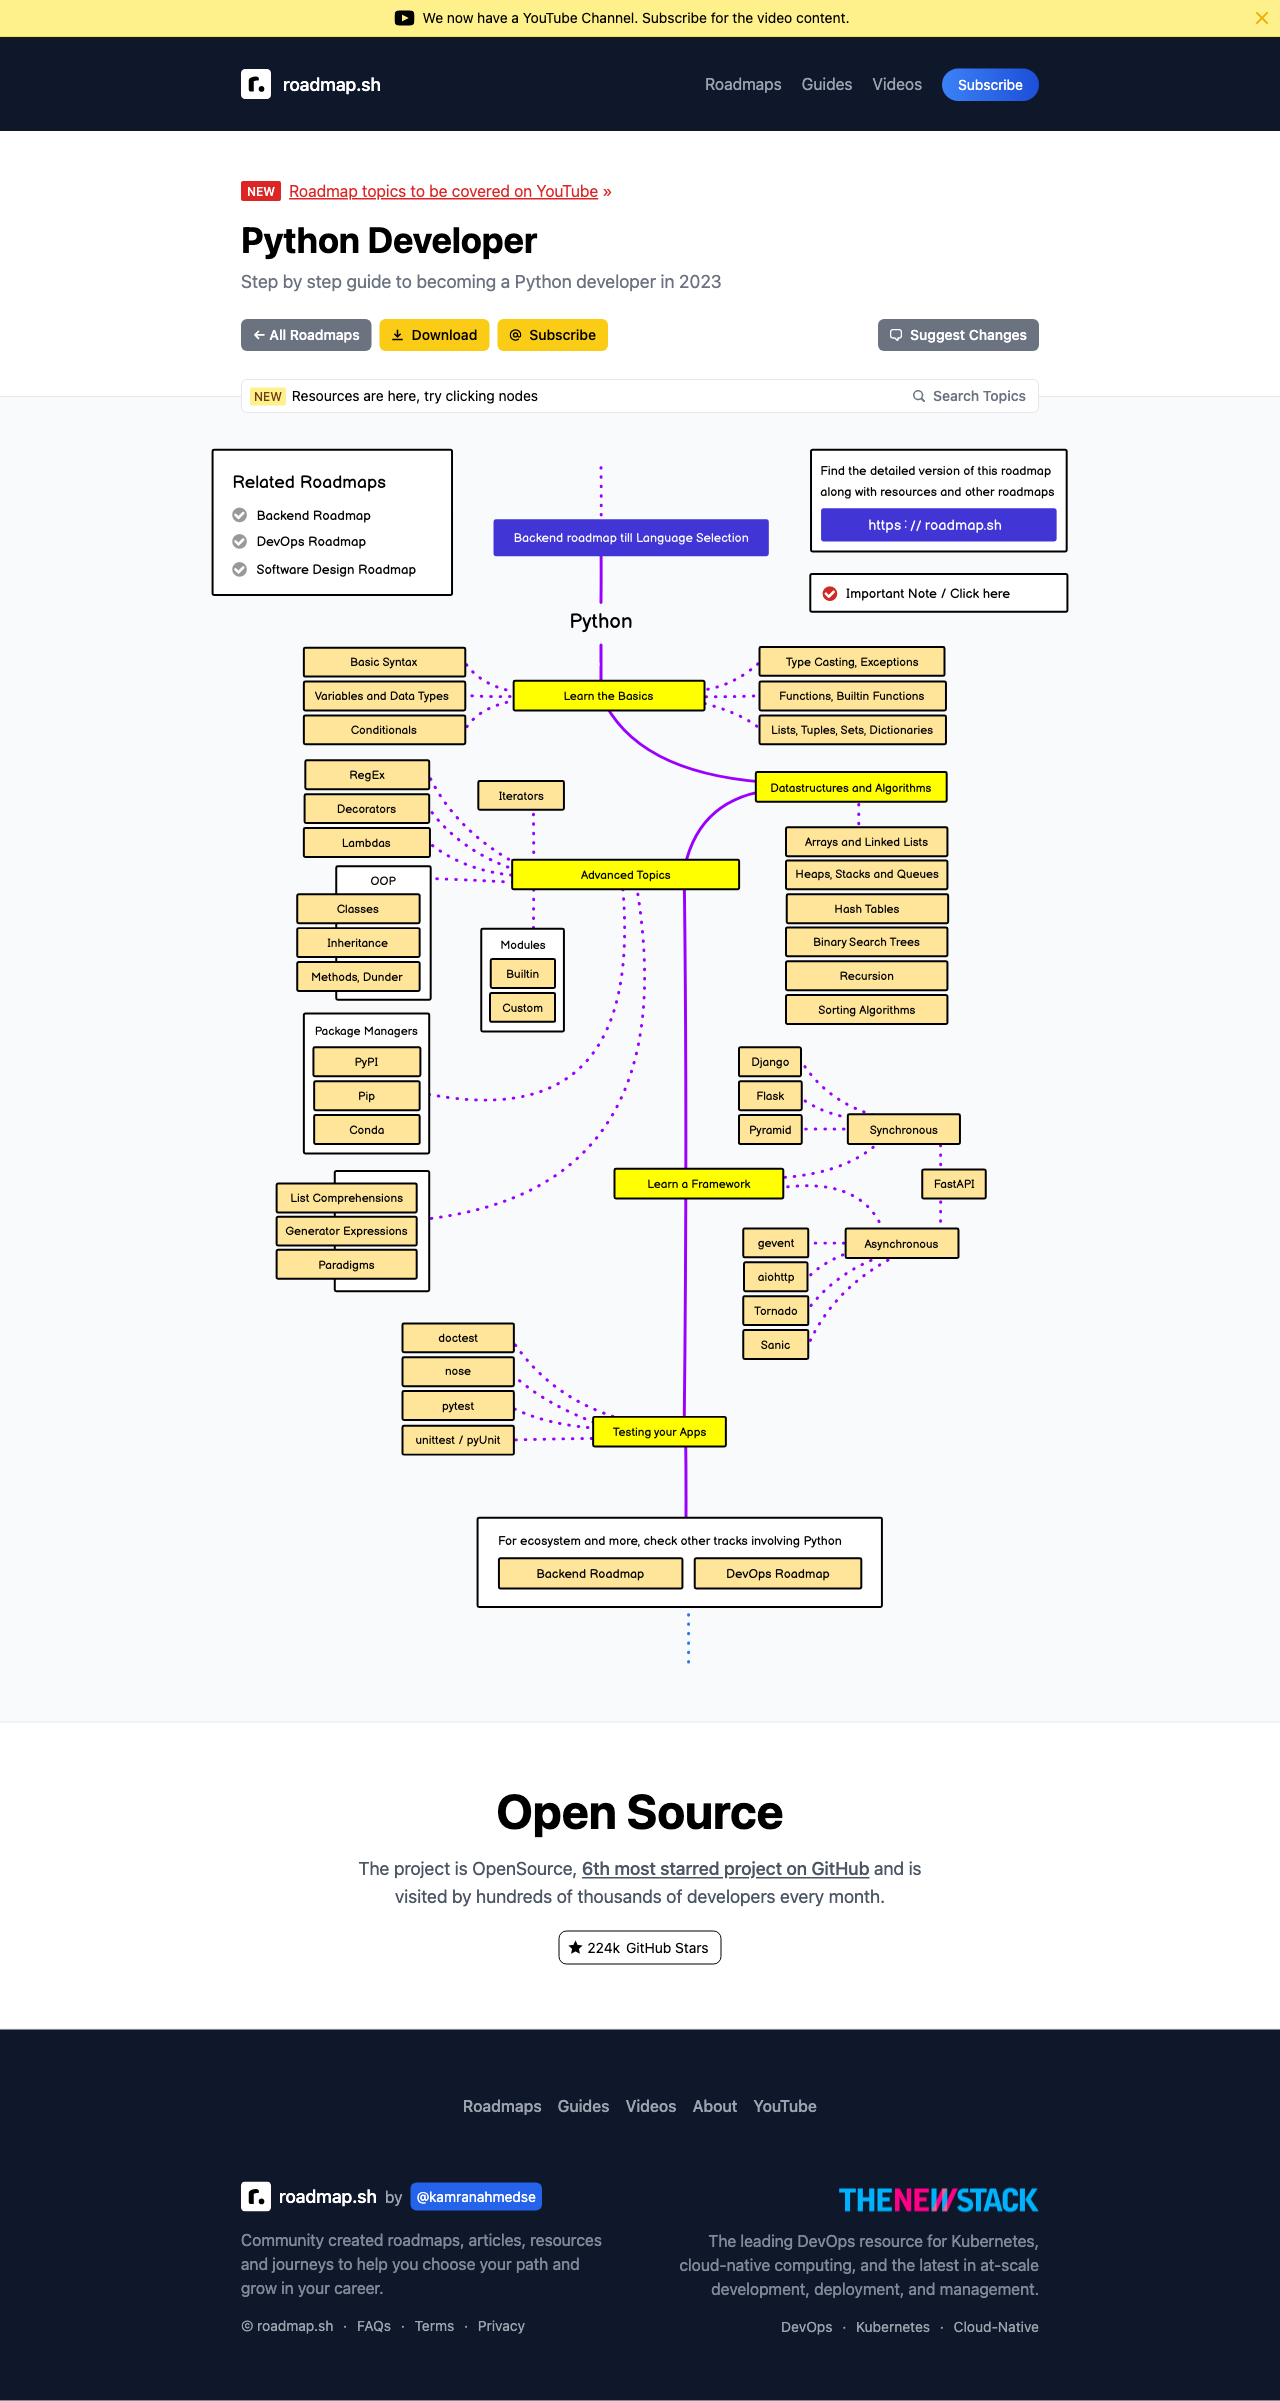 We now have a YouTube Channel. Subscribe for the video content.
roadmap.sh
Roadmaps Guides Videos Subscribe
NEW Roadmap topics to be covered on YouTube »
Python Developer
Step by step guide to becoming a Python developer in 2023
← All Roadmaps Download @ Subscribe Suggest Changes
NEW Resources are here, try clicking nodes Search Topics
Related Roadmaps
Backend Roadmap
DevOps Roadmap
Software Design Roadmap
Backend roadmap till Language Selection
Find the detailed version of this roadmap
along with resources and other roadmaps
https://roadmap.sh
Important Note / Click here
Python
Basic Syntax
Variables and Data Types
Conditionals
Learn the Basics
Type Casting, Exceptions
Functions, Builtin Functions
Lists, Tuples, Sets, Dictionaries
RegEx
Decorators
Lambdas
Iterators
Datastructures and Algorithms
Arrays and Linked Lists
Heaps, Stacks and Queues
Hash Tables
Binary Search Trees
Recursion
Sorting Algorithms
Advanced Topics
OOP
Classes
Inheritance
Methods, Dunder
Modules
Builtin
Custom
Package Managers
PyPI
Pip
Conda
Django
Flask
Pyramid
Synchronous
Learn a Framework
FastAPI
List Comprehensions
Generator Expressions
Paradigms
gevent
aiohttp
Tornado
Sanic
Asynchronous
doctest
nose
pytest
unittest / pyUnit
Testing your Apps
For ecosystem and more, check other tracks involving Python
Backend Roadmap DevOps Roadmap
Open Source
The project is OpenSource, 6th most starred project on GitHub and is
visited by hundreds of thousands of developers every month.
224k GitHub Stars
Roadmaps Guides Videos About YouTube
roadmap.sh by @kamranahmedse
Community created roadmaps, articles, resources
and journeys to help you choose your path and
grow in your career.
© roadmap.sh · FAQs · Terms · Privacy
THENEWSTACK
The leading DevOps resource for Kubernetes,
cloud-native computing, and the latest in at-scale
development, deployment, and management.
DevOps · Kubernetes · Cloud-Native